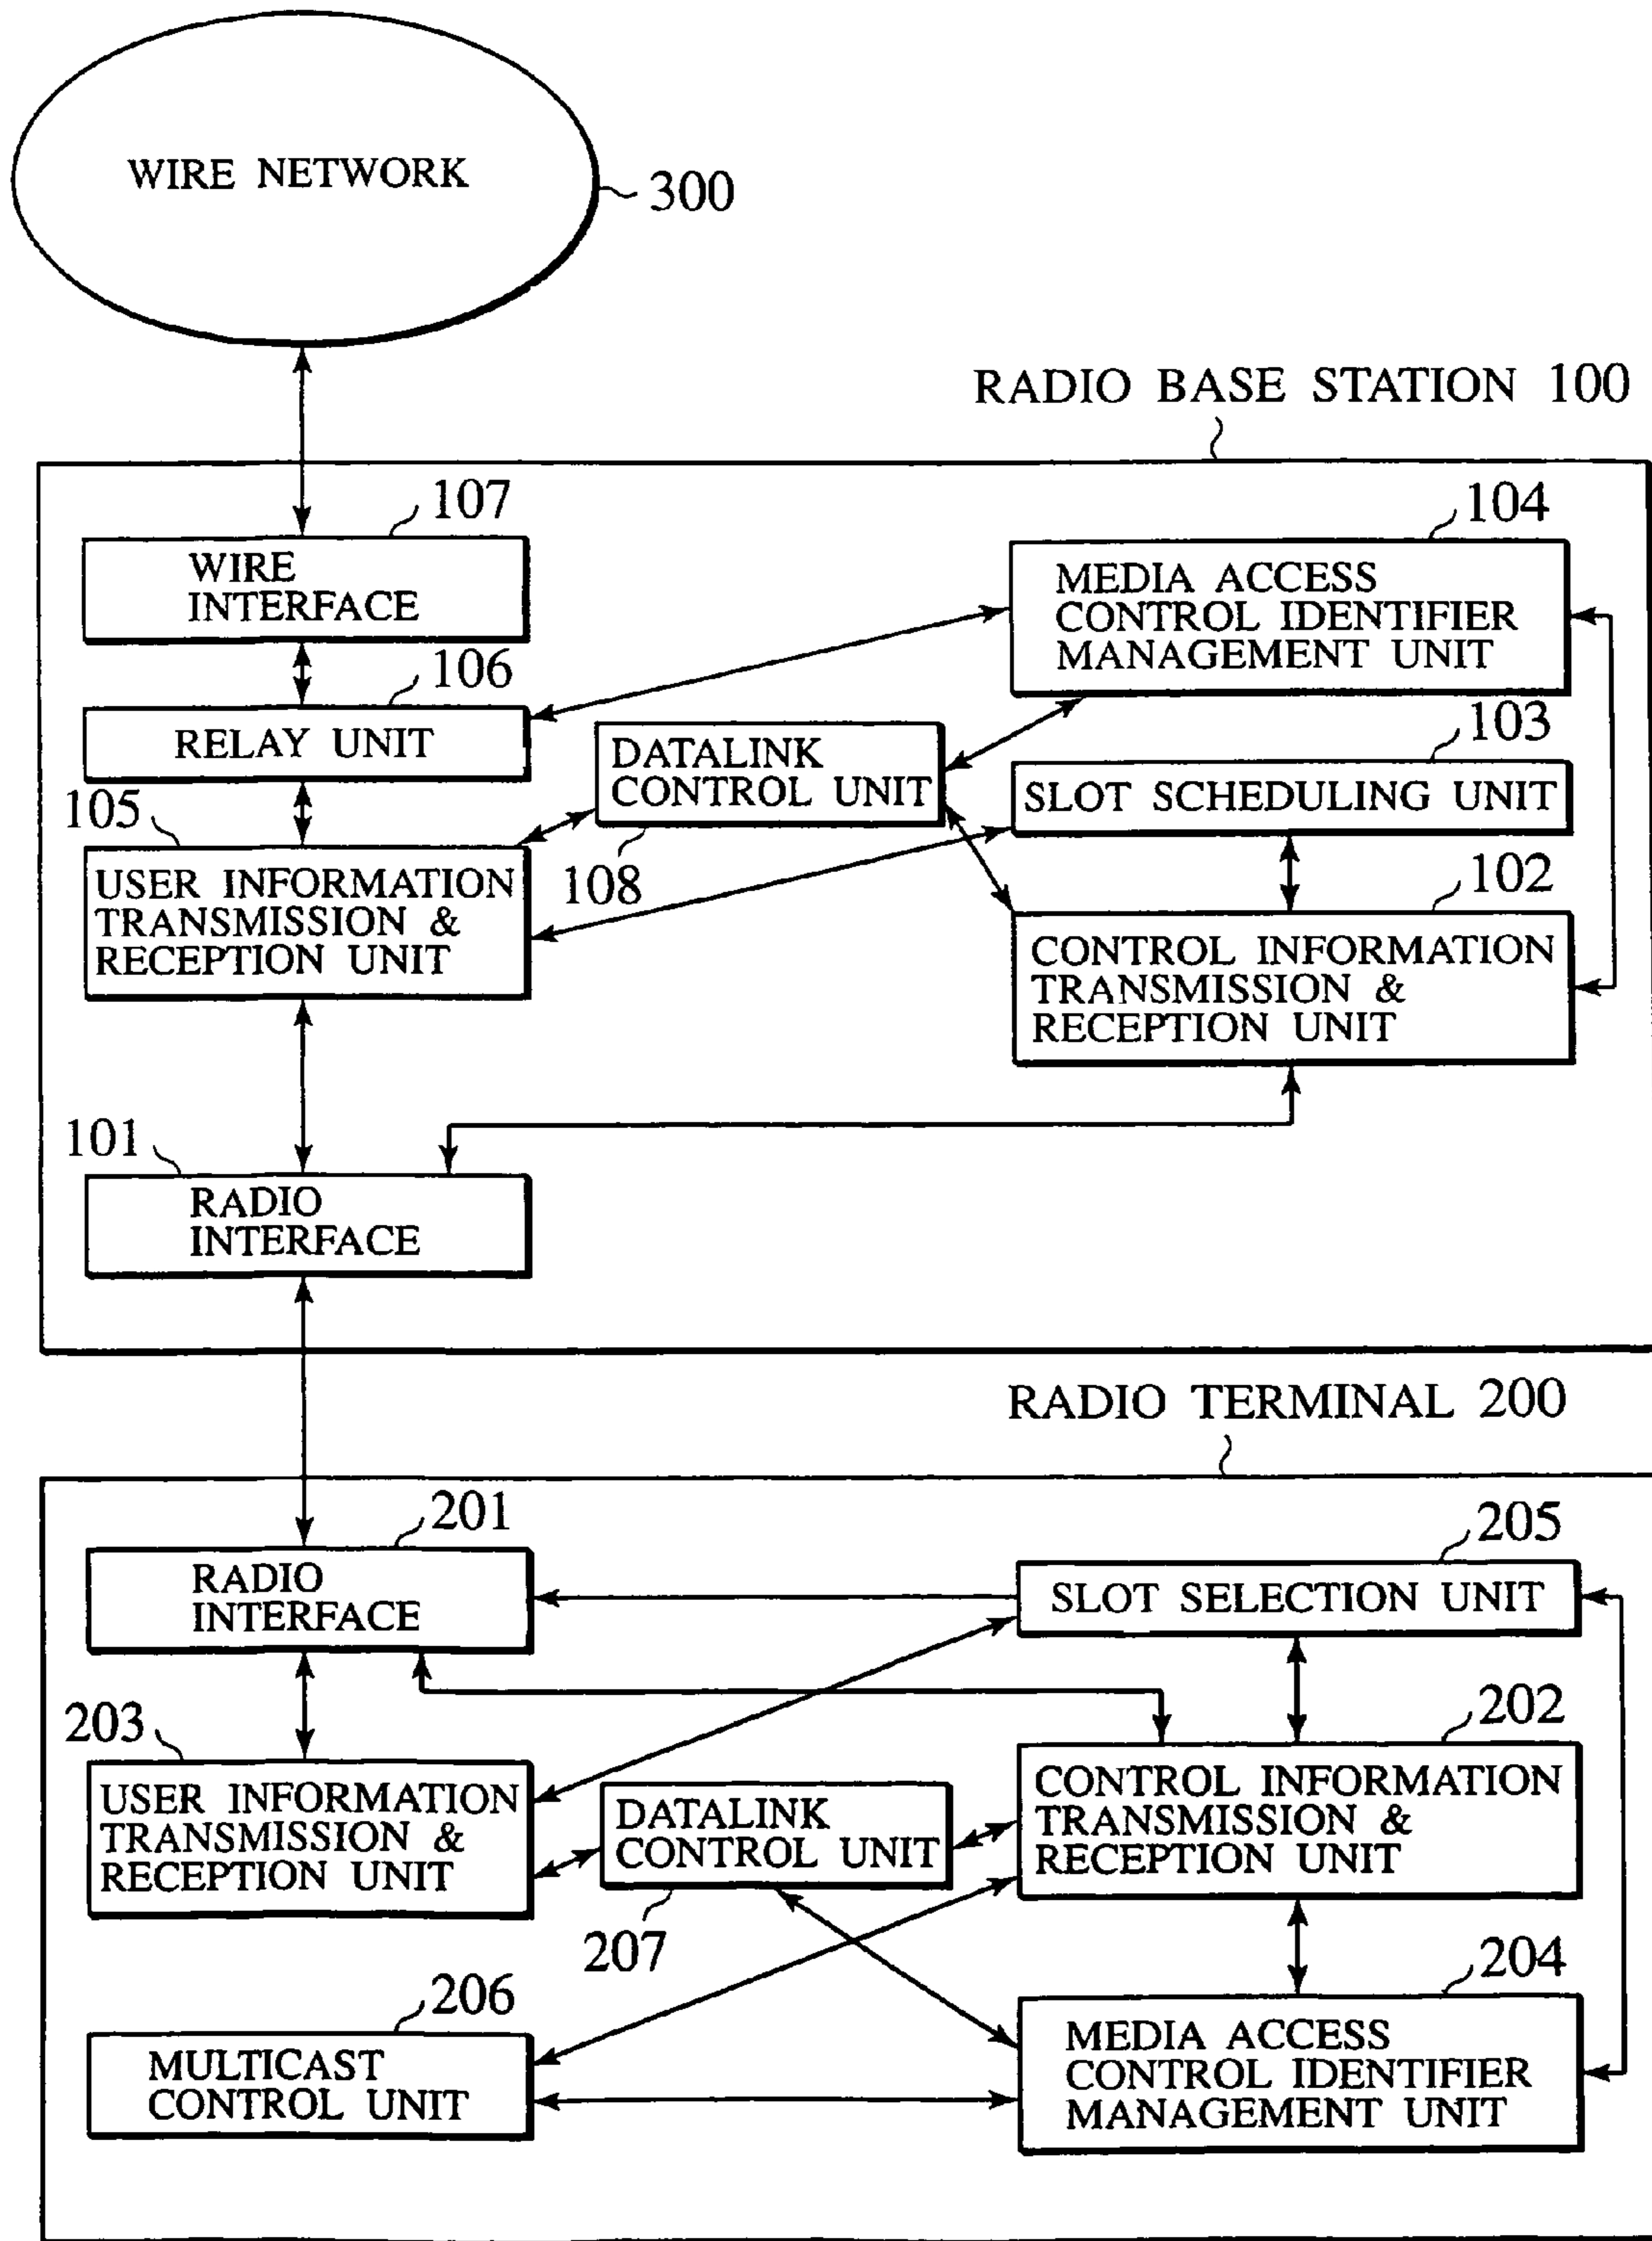 WIRE NETWORK
300
RADIO BASE STATION 100
107
WIRE
INTERFACE
104
MEDIA ACCESS
CONTROL IDENTIFIER
MANAGEMENT UNIT
106
RELAY UNIT
DATALINK
CONTROL UNIT
108
103
SLOT SCHEDULING UNIT
105
USER INFORMATION
TRANSMISSION &
RECEPTION UNIT
102
CONTROL INFORMATION
TRANSMISSION &
RECEPTION UNIT
101
RADIO
INTERFACE
RADIO TERMINAL 200
201
RADIO
INTERFACE
205
SLOT SELECTION UNIT
203
USER INFORMATION
TRANSMISSION &
RECEPTION UNIT
DATALINK
CONTROL UNIT
207
202
CONTROL INFORMATION
TRANSMISSION &
RECEPTION UNIT
206
MULTICAST
CONTROL UNIT
204
MEDIA ACCESS
CONTROL IDENTIFIER
MANAGEMENT UNIT